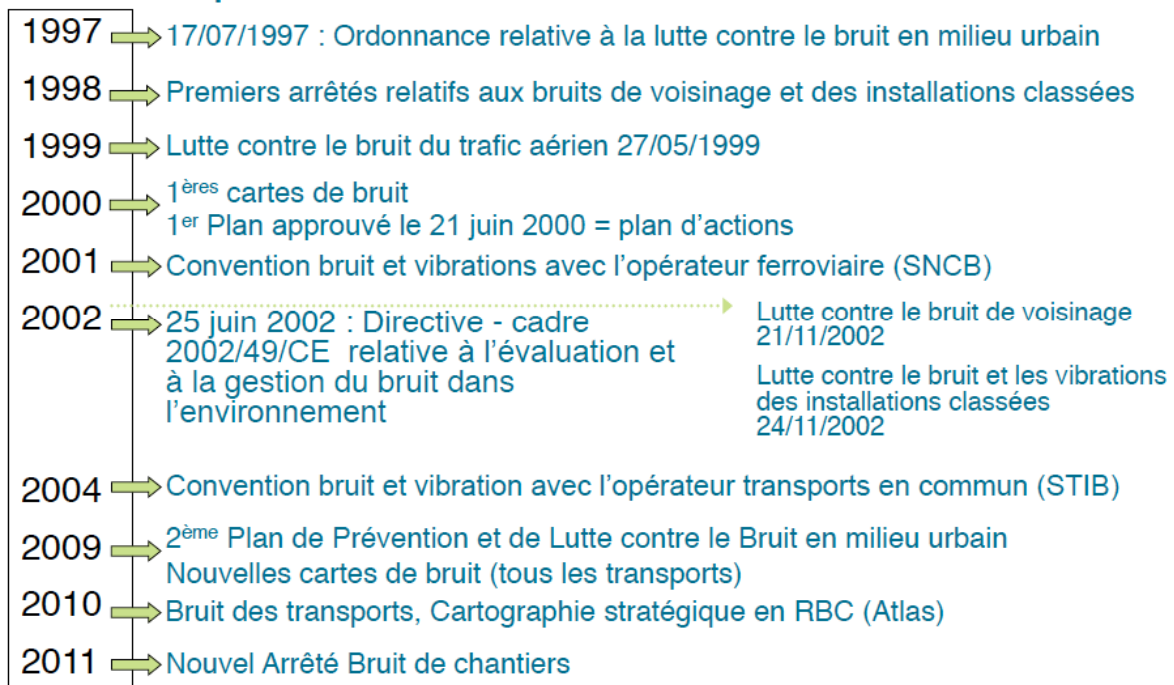 1997
17/07/1997 : Ordonnance relative à la lutte contre le bruit en milieu urbain
1998
Premiers arrêtés relatifs aux bruits de voisinage et des installations classées
1999
Lutte contre le bruit du trafic aérien 27/05/1999
2000
1ères cartes de bruit
1er Plan approuvé le 21 juin 2000 = plan d’actions
2001
Convention bruit et vibrations avec l’opérateur ferroviaire (SNCB)
2002
25 juin 2002 : Directive - cadre
2002/49/CE relative à l’évaluation et
à la gestion du bruit dans
l’environnement
Lutte contre le bruit de voisinage
21/11/2002
Lutte contre le bruit et les vibrations
des installations classées
24/11/2002
2004
Convention bruit et vibration avec l’opérateur transports en commun (STIB)
2009
2ème Plan de Prévention et de Lutte contre le Bruit en milieu urbain
Nouvelles cartes de bruit (tous les transports)
2010
Bruit des transports, Cartographie stratégique en RBC (Atlas)
2011
Nouvel Arrêté Bruit de chantiers